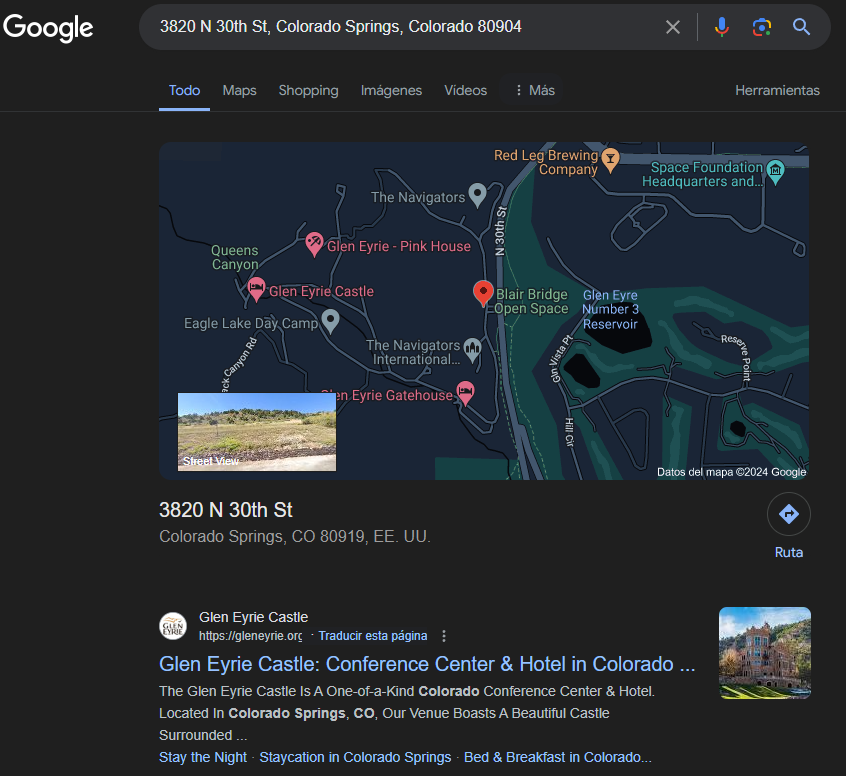 Google
3820 N 30th St, Colorado Springs, Colorado 80904
Todo
Maps
Shopping
Imágenes
Vídeos
Más
Herramientas
Red Leg Brewing
Company
Space Foundation
Headquarters and...
The Navigators
N 30th St
Glen Eyrie - Pink House
Queens
Canyon
Glen Eyrie Castle
Blair Bridge
Open Space
Glen Eyre
Number 3
Reservoir
Eagle Lake Day Camp
The Navigators
International...
Reserve
Point
Gun Vista Pt
ack Canyon Rd
Glen Eyrie Gatehouse
Hill Cir
Street View
Datos del mapa ©2024 Google
3820 N 30th St
Colorado Springs, CO 80919, EE. UU.
Ruta
GLEN
EYRIE
Glen Eyrie Castle
https://gleneyrie.org · Traducir esta página
Glen Eyrie Castle: Conference Center & Hotel in Colorado ...
The Glen Eyrie Castle Is A One-of-a-Kind Colorado Conference Center & Hotel.
Located In Colorado Springs, CO, Our Venue Boasts A Beautiful Castle
Surrounded ...
Stay the Night · Staycation in Colorado Springs · Bed & Breakfast in Colorado...